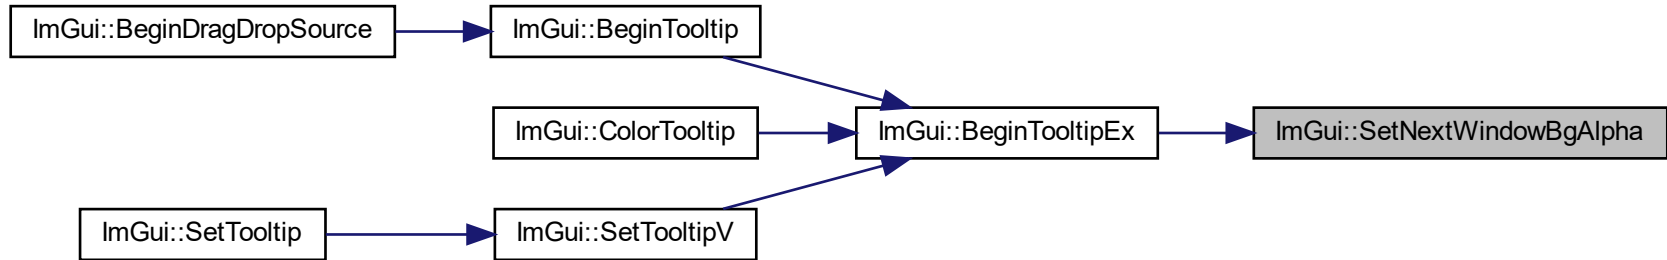 ImGui::BeginDragDropSource
ImGui::BeginTooltip
ImGui::ColorTooltip
ImGui::BeginTooltipEx
ImGui::SetNextWindowBgAlpha
ImGui::SetTooltip
ImGui::SetTooltipV